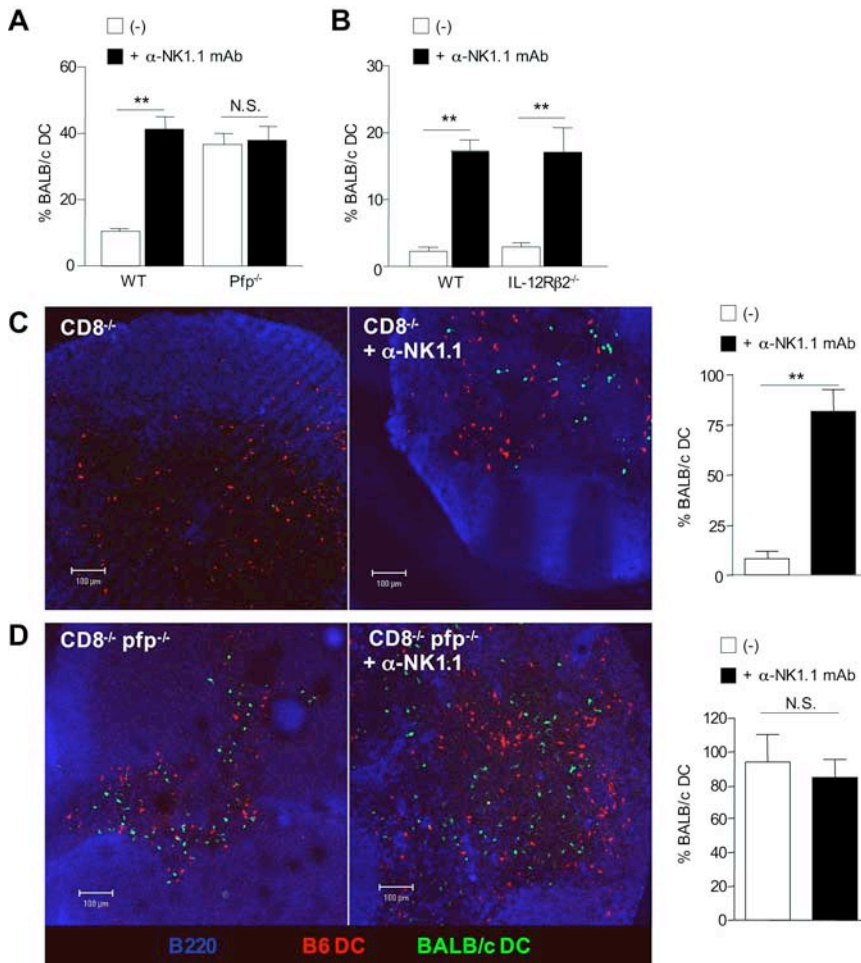 A
(-)
+ α-NK1.1 mAb
60
40
20
0
% BALB/c DC
**
N.S.
WT
Pfp-/-
B
(-)
+ α-NK1.1 mAb
30
20
10
0
% BALB/c DC
**
**
WT
IL-12Rβ2-/-
C
CD8-/-
100 µm
CD8-/-
+ α-NK1.1
100 µm
(-)
+ α-NK1.1 mAb
100
75
50
25
0
% BALB/c DC
**
D
CD8-/- pfp-/-
100 µm
CD8-/- pfp-/-
+ α-NK1.1
100 µm
(-)
+ α-NK1.1 mAb
120
100
80
60
40
20
0
% BALB/c DC
N.S.
B220
B6 DC
BALB/c DC